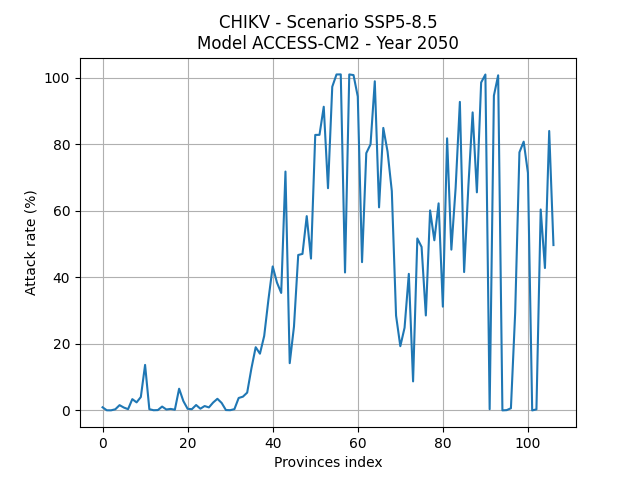 CHIKV - Scenario SSP5-8.5
Model ACCESS-CM2 - Year 2050
100
80
60
40
20
0
Attack rate (%)
0 20 40 60 80 100
Provinces index